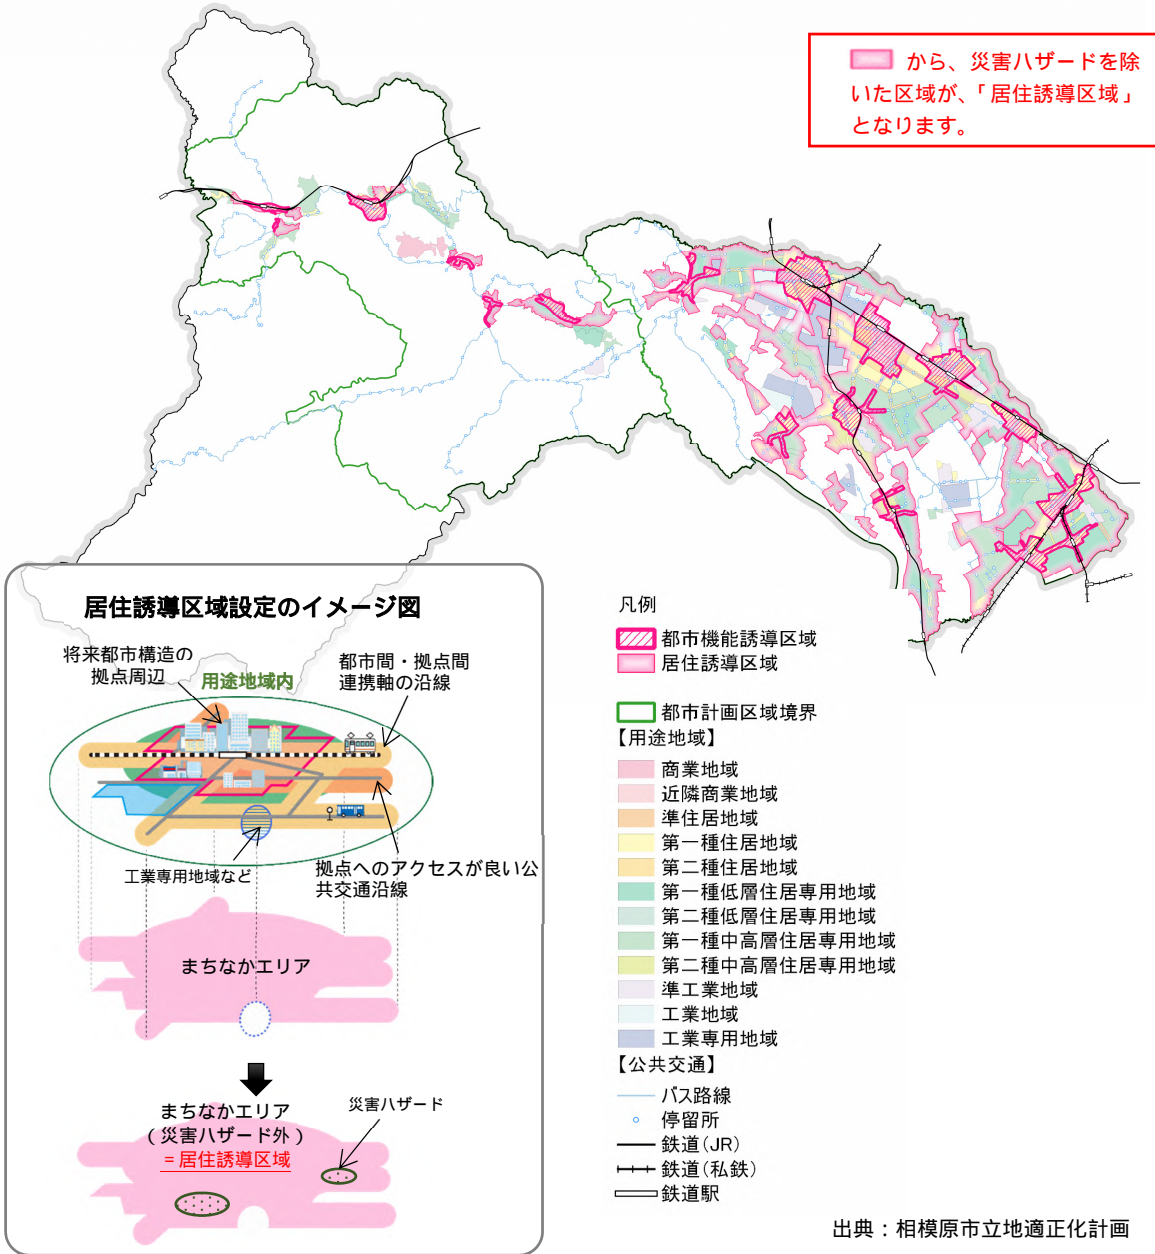 から、災害ハザードを除
いた区域が、「居住誘導区域」
となります。
居住誘導区域設定のイメージ図
将来都市構造の
拠点周辺
用途地域内
都市間・拠点間
連携軸の沿線
工業専用地域など
拠点へのアクセスが良い公
共交通沿線
まちなかエリア
まちなかエリア
(災害ハザード外)
=居住誘導区域
災害ハザード
凡例
都市機能誘導区域
居住誘導区域
都市計画区域境界
【用途地域】
商業地域
近隣商業地域
準住居地域
第一種住居地域
第二種住居地域
第一種低層住居専用地域
第二種低層住居専用地域
第一種中高層住居専用地域
第二種中高層住居専用地域
準工業地域
工業地域
工業専用地域
【公共交通】
バス路線
停留所
鉄道(JR)
鉄道(私鉄)
鉄道駅
出典：相模原市立地適正化計画